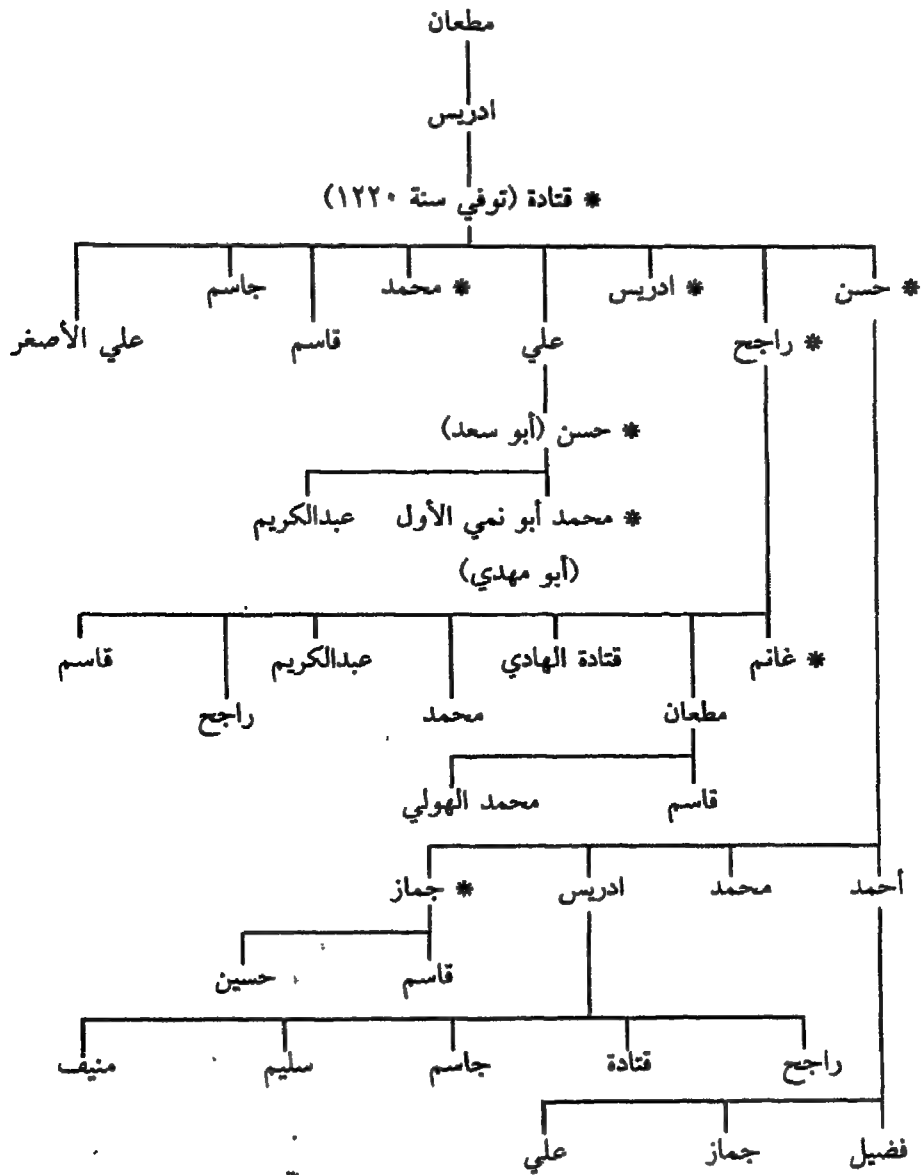 مطعان
ادريس
* قتادة (توفي سنة ١٢٢٠)
* حسن
* ادريس
* محمد
جاسم
* راجح
علي
قاسم
علي الأصغر
* حسن (أبو سعد)
* محمد أبو نمي الأول
عبدالكريم
(أبو مهدي)
* غانم
قتادة الهادي
عبدالكريم
قاسم
مطعان
محمد
راجح
قاسم
محمد الهولي
أحمد
محمد
ادريس
* جماز
قاسم
حسين
راجح
قتادة
جاسم
سليم
منيف
فضيل
جماز
علي